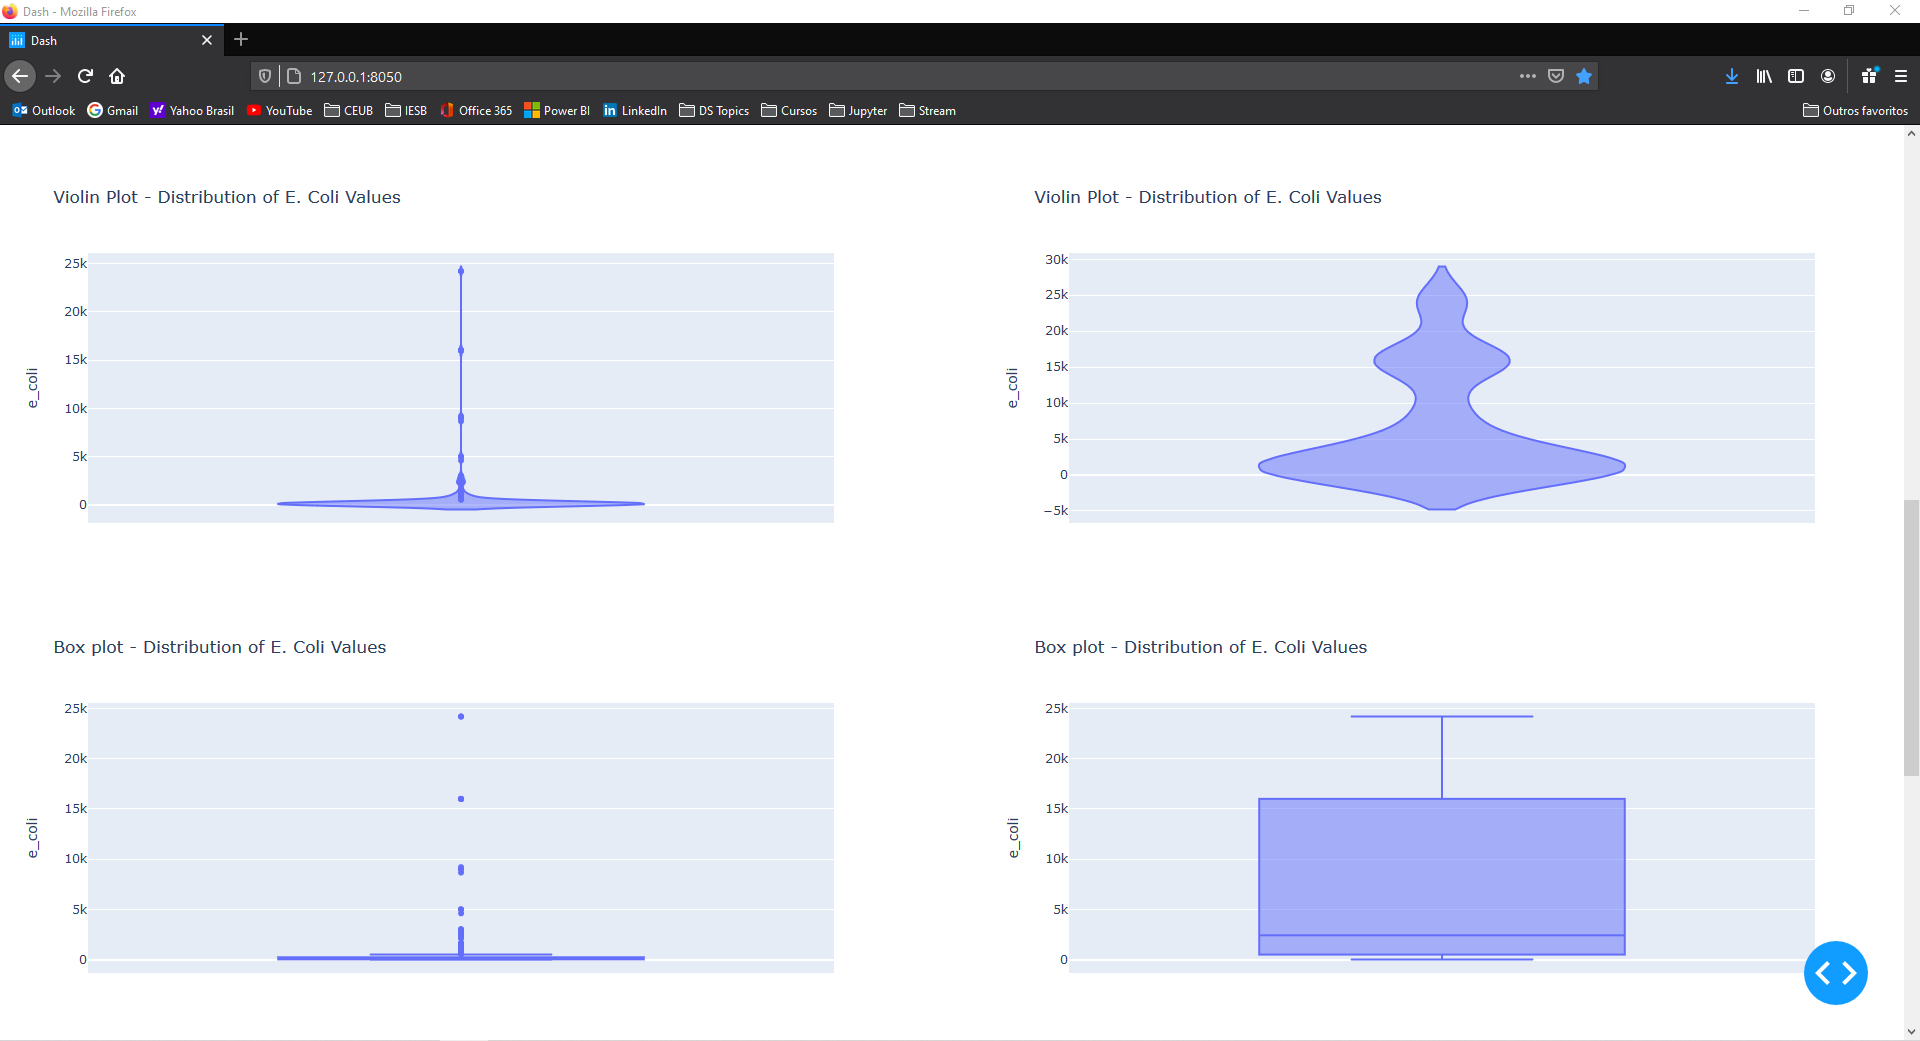 Dash - Mozilla Firefox
Dash
127.0.0.1:8050
Outlook Gmail Yahoo Brasil YouTube CEUB IESB Office 365 Power BI LinkedIn DS Topics Cursos Jupyter Stream Outros favoritos
Violin Plot - Distribution of E. Coli Values
25k
20k
15k
10k
5k
0
e_coli
Violin Plot - Distribution of E. Coli Values
30k
25k
20k
15k
10k
5k
0
−5k
e_coli
Box plot - Distribution of E. Coli Values
25k
20k
15k
10k
5k
0
e_coli
Box plot - Distribution of E. Coli Values
25k
20k
15k
10k
5k
0
e_coli